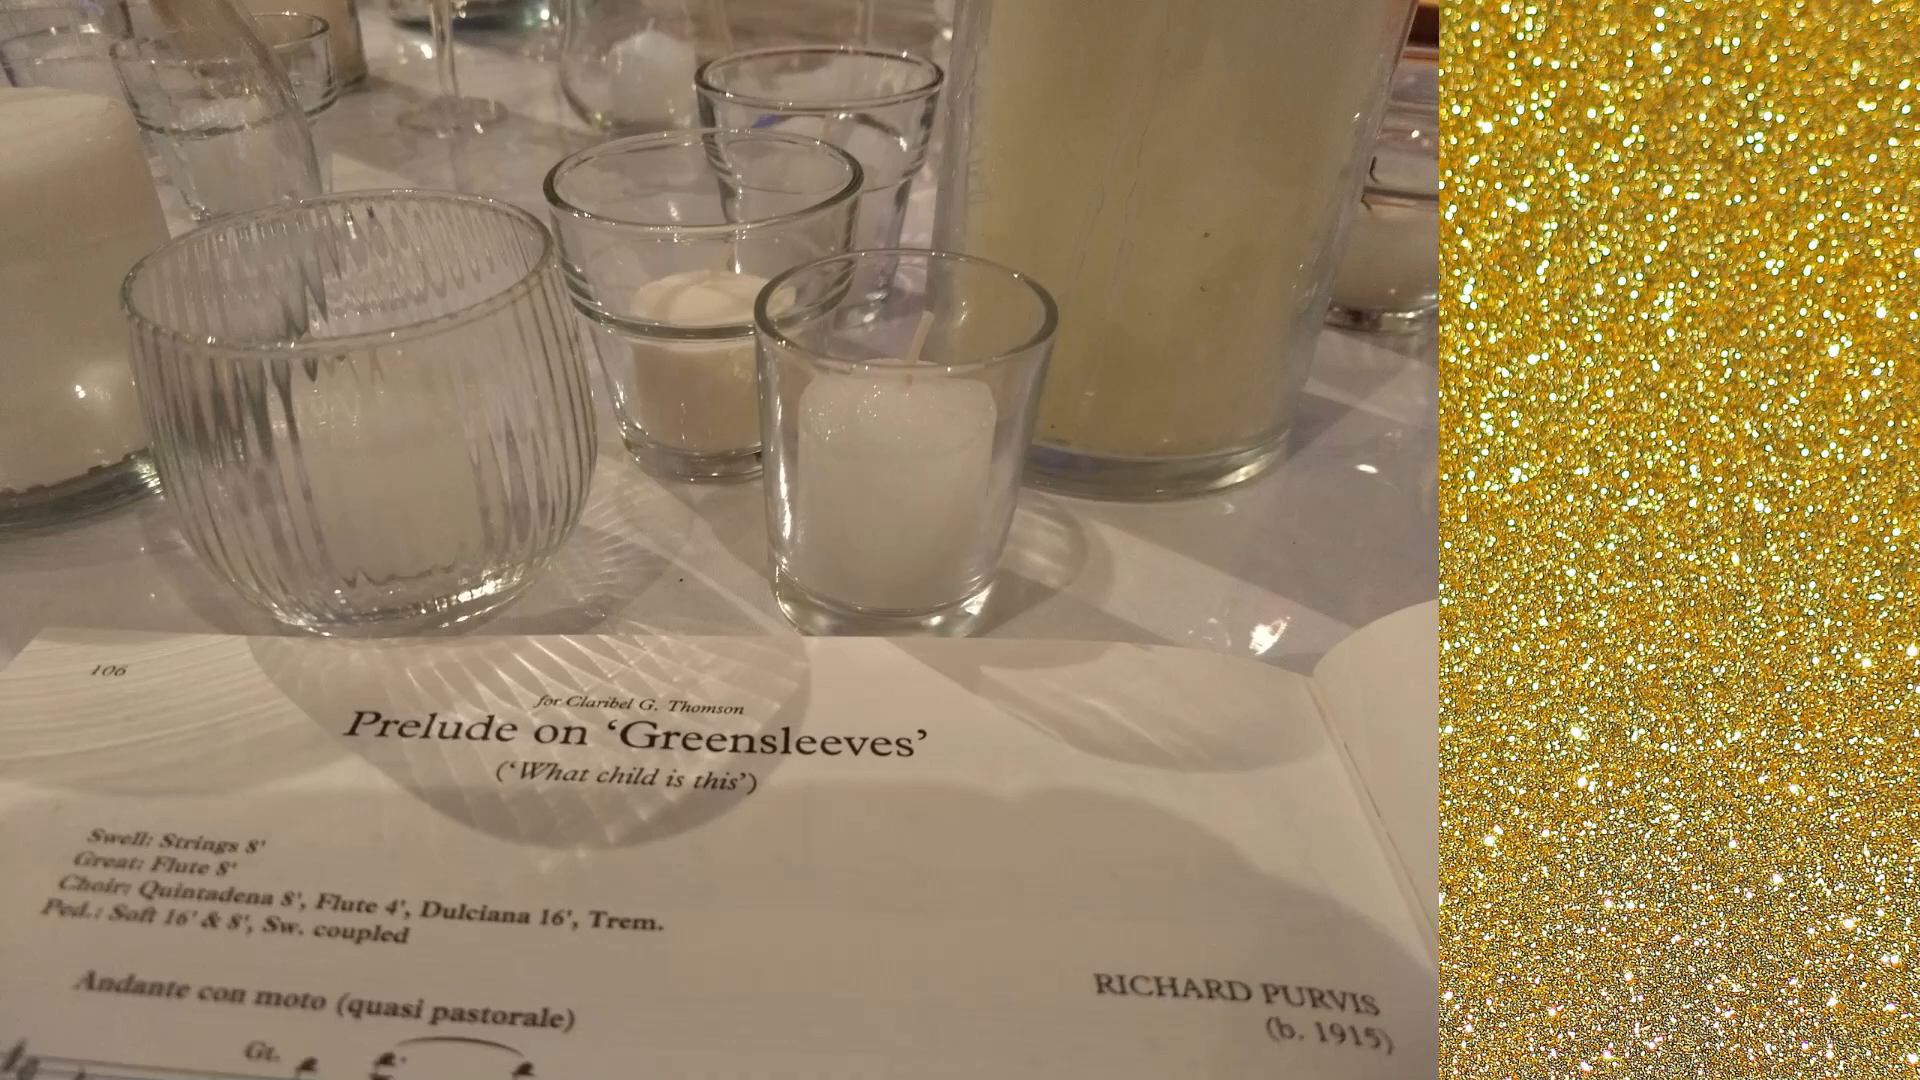 106
for Claribel G. Thomson
Prelude on ‘Greensleeves’
(‘What child is this’)
Swell: Strings 8'
Great: Flute 8'
Choir: Quintadena 8', Flute 4', Dulciana 16', Trem.
Ped.: Soft 16' & 8', Sw. coupled
RICHARD PURVIS
(b. 1915)
Andante con moto (quasi pastorale)
Gt.